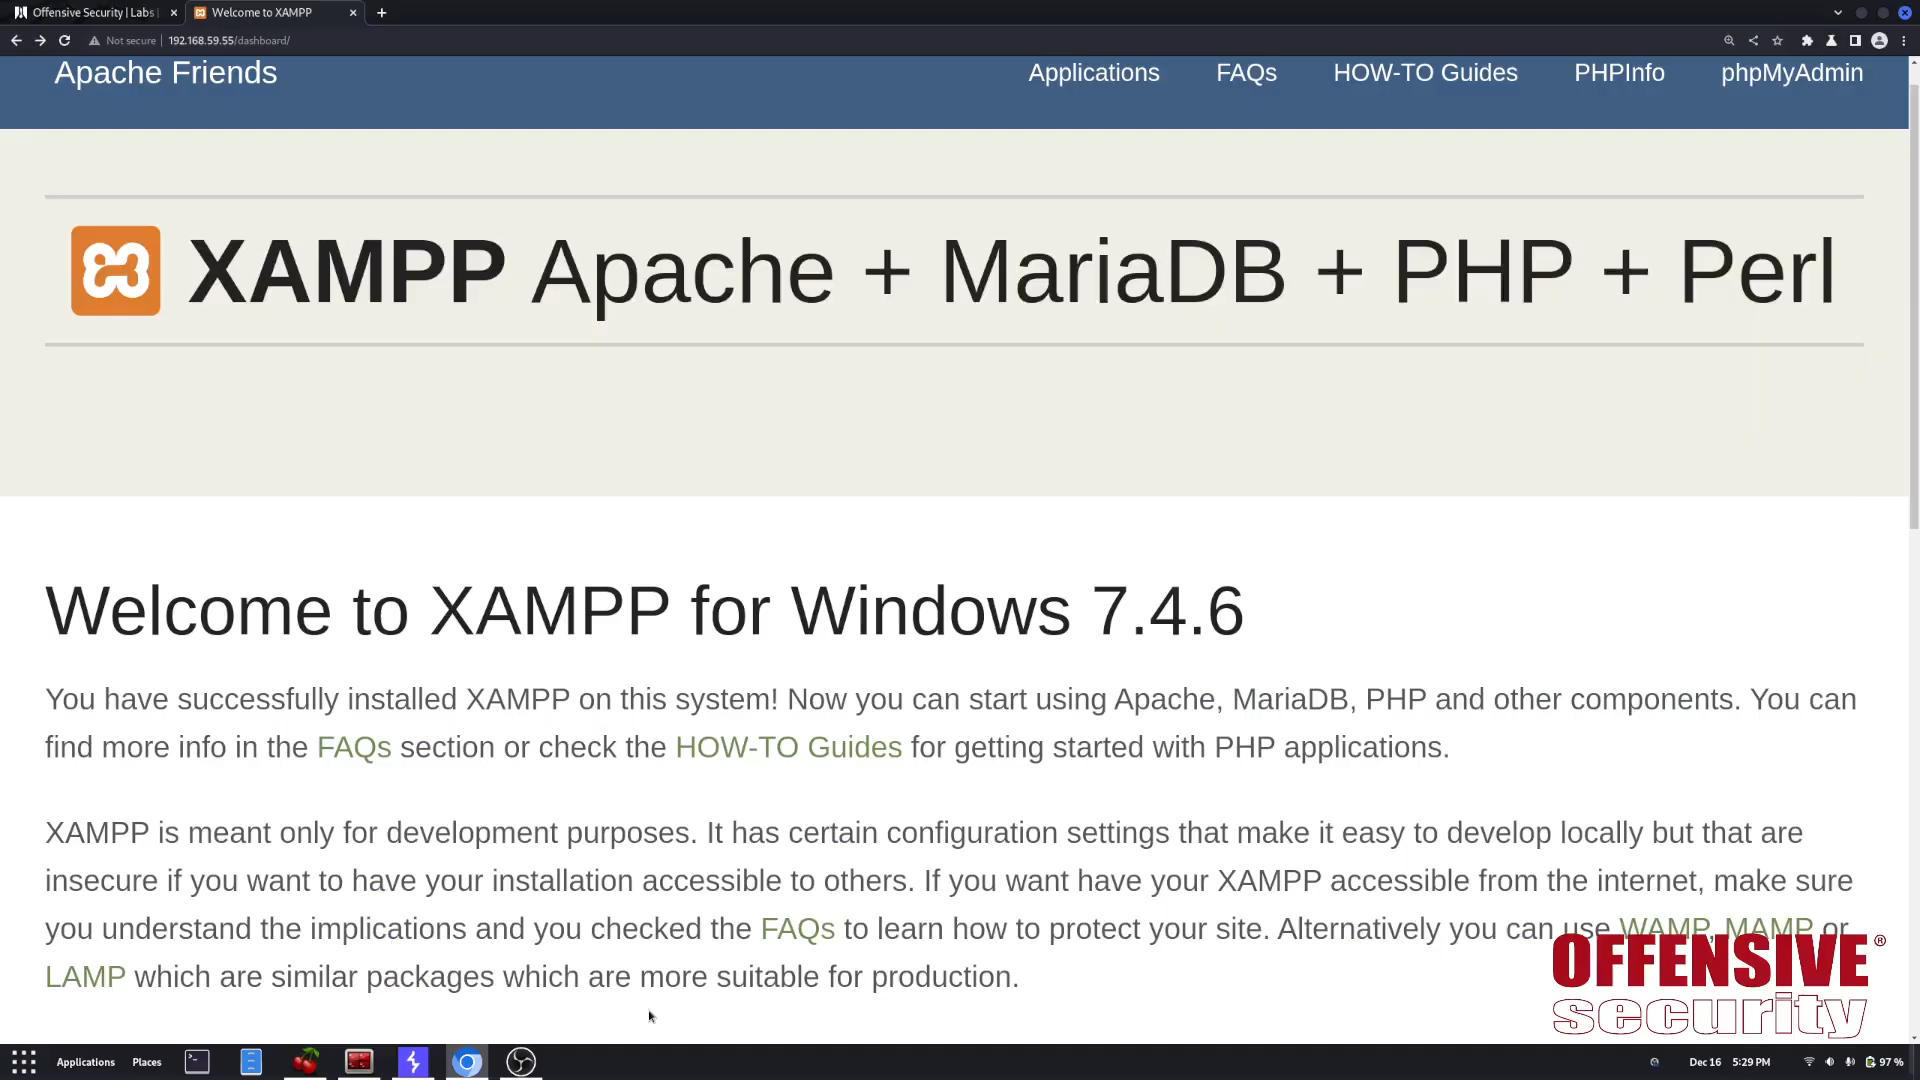 Offensive Security | Labs
Welcome to XAMPP
Not secure
192.168.59.55/dashboard/
Apache Friends
Applications
FAQs
HOW-TO Guides
PHPInfo
phpMyAdmin
XAMPP Apache + MariaDB + PHP + Perl
Welcome to XAMPP for Windows 7.4.6
You have successfully installed XAMPP on this system! Now you can start using Apache, MariaDB, PHP and other components. You can
find more info in the FAQs section or check the HOW-TO Guides for getting started with PHP applications.
XAMPP is meant only for development purposes. It has certain configuration settings that make it easy to develop locally but that are
insecure if you want to have your installation accessible to others. If you want have your XAMPP accessible from the internet, make sure
you understand the implications and you checked the FAQs to learn how to protect your site. Alternatively you can use WAMP, MAMP or
LAMP which are similar packages which are more suitable for production.
OFFENSIVE®
security
Applications
Places
Dec 16 5:29 PM
97 %